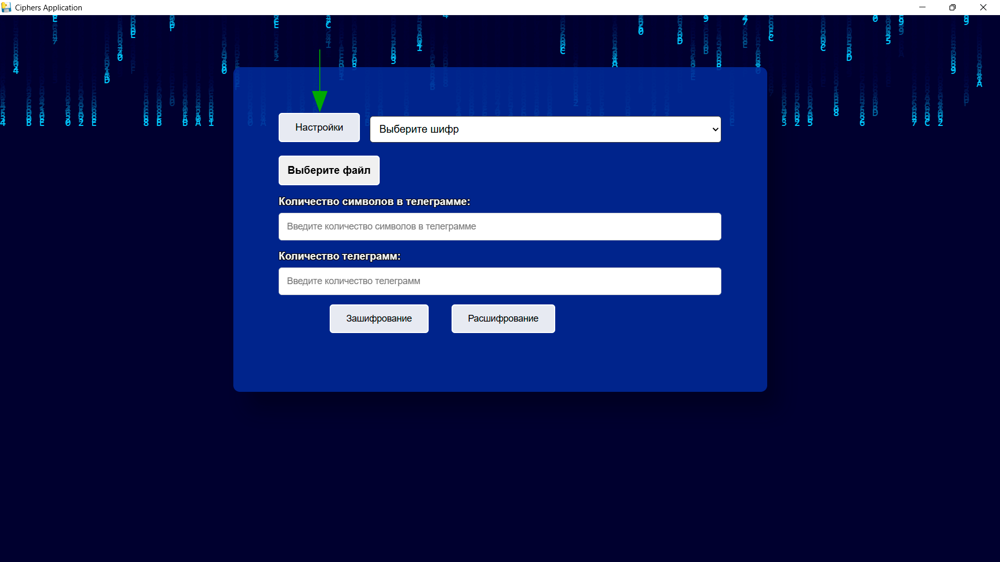 Ciphers Application
Настройки
Выберите шифр
Выберите файл
Количество символов в телеграмме:
Введите количество символов в телеграмме
Количество телеграмм:
Введите количество телеграмм
Зашифрование
Расшифрование